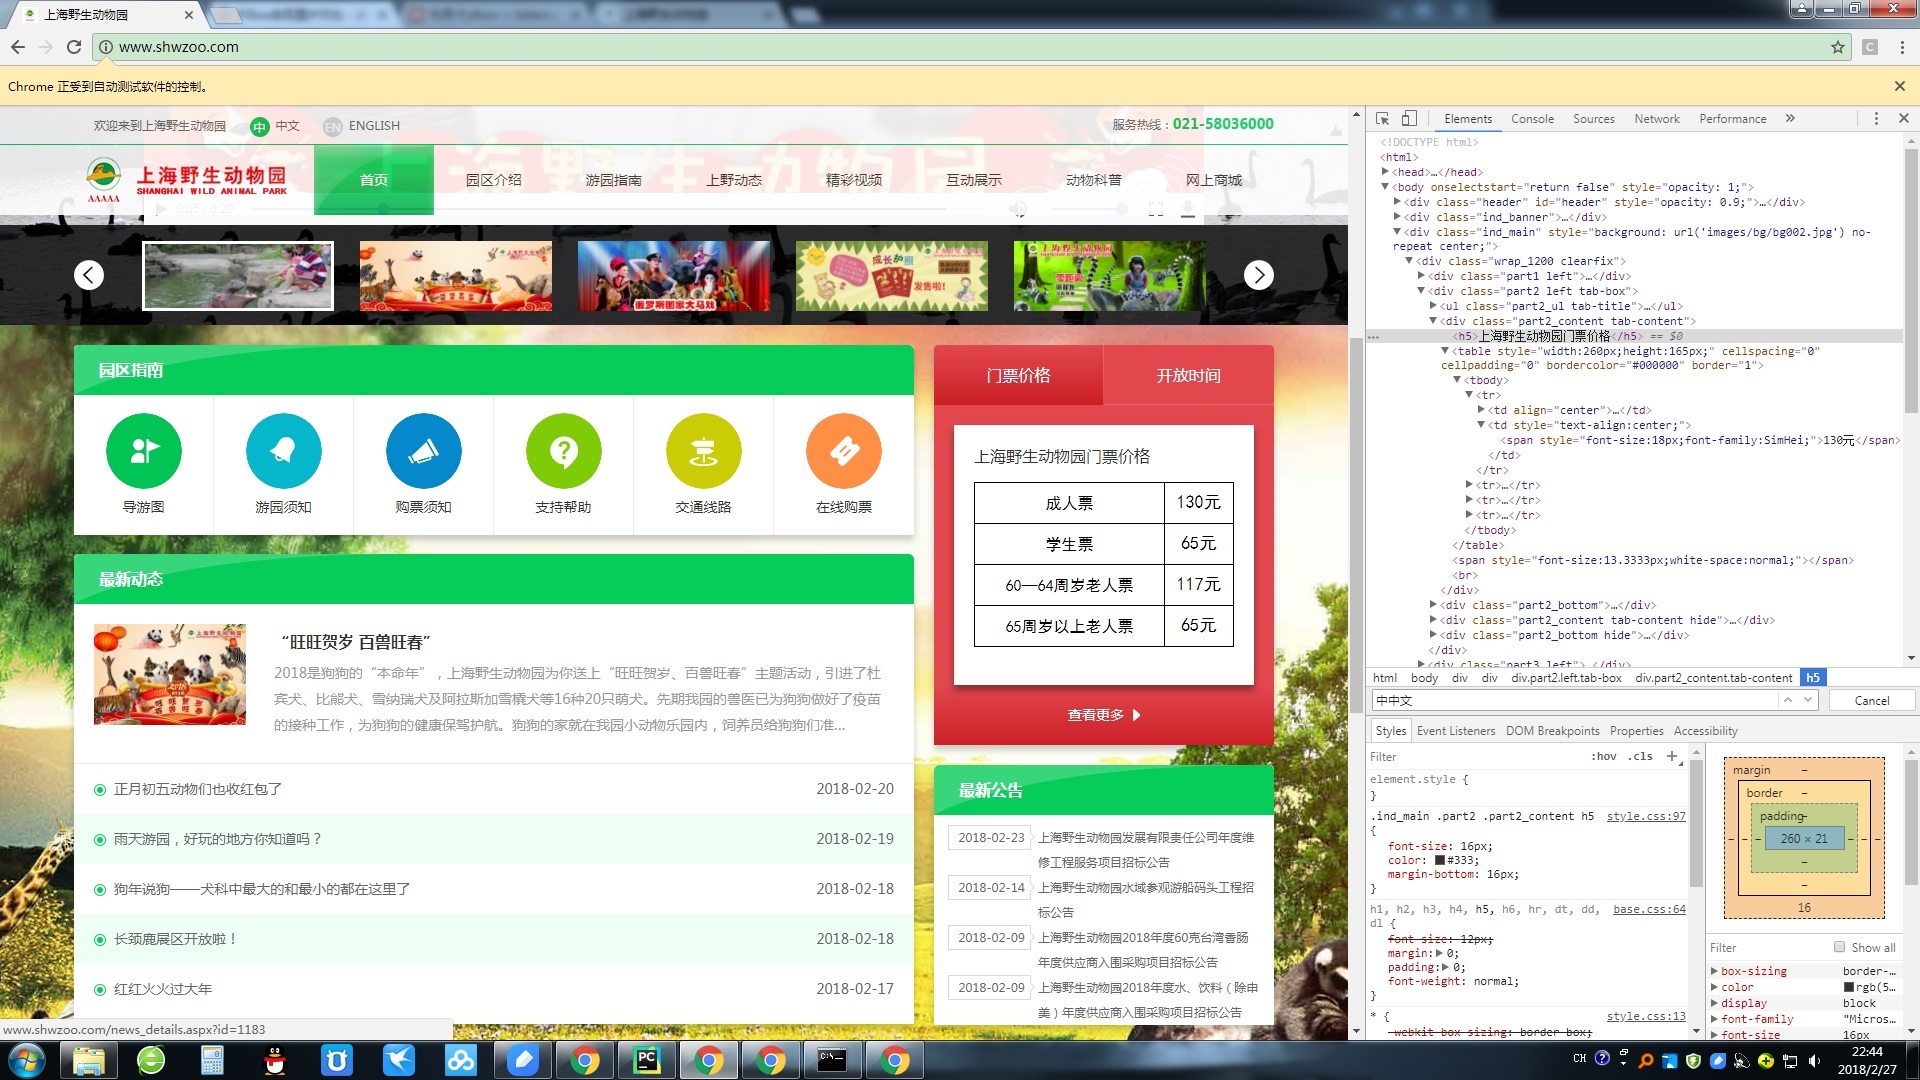 上海野生动物园
www.shwzoo.com
Chrome 正受到自动测试软件的控制。
欢迎来到上海野生动物园 中 中文 EN ENGLISH 服务热线：021-58036000
上海野生动物园
SHANGHAI WILD ANIMAL PARK
AAAAA
首页 园区介绍 游园指南 上野动态 精彩视频 互动展示 动物科普 网上商城
0:05 / 0:29
俄罗斯国家大马戏
成长护照
发售啦！
零距离
园区指南
导游图 游园须知 购票须知 支持帮助 交通线路 在线购票
门票价格 开放时间
上海野生动物园门票价格
成人票 130元
学生票 65元
60—64周岁老人票 117元
65周岁以上老人票 65元
查看更多
最新动态
“旺旺贺岁 百兽旺春”
2018是狗狗的“本命年”，上海野生动物园为你送上“旺旺贺岁、百兽旺春”主题活动，引进了杜
宾犬、比熊犬、雪纳瑞犬及阿拉斯加雪橇犬等16种20只萌犬。先期我园的兽医已为狗狗做好了疫苗
的接种工作，为狗狗的健康保驾护航。狗狗的家就在我园小动物乐园内，饲养员给狗狗们准...
正月初五动物们也收红包了 2018-02-20
雨天游园，好玩的地方你知道吗？ 2018-02-19
狗年说狗——犬科中最大的和最小的都在这里了 2018-02-18
长颈鹿展区开放啦！ 2018-02-18
红红火火过大年 2018-02-17
最新公告
2018-02-23 上海野生动物园发展有限责任公司年度维
修工程服务项目招标公告
2018-02-14 上海野生动物园水域参观游船码头工程招
标公告
2018-02-09 上海野生动物园2018年度60克台湾香肠
年度供应商入围采购项目招标公告
2018-02-09 上海野生动物园2018年度水、饮料（除申
美）年度供应商入围采购项目招标公告
www.shwzoo.com/news_details.aspx?id=1183
Elements Console Sources Network Performance »
<!DOCTYPE html>
<html>
<head>…</head>
<body onselectstart="return false" style="opacity: 1;">
<div class="header" id="header" style="opacity: 0.9;">…</div>
<div class="ind_banner">…</div>
<div class="ind_main" style="background: url('images/bg/bg002.jpg') no-
repeat center;">
<div class="wrap_1200 clearfix">
<div class="part1 left">…</div>
<div class="part2 left tab-box">
<ul class="part2_ul tab-title">…</ul>
<div class="part2_content tab-content">
<h5>上海野生动物园门票价格</h5> == $0
<table style="width:260px;height:165px;" cellspacing="0"
cellpadding="0" bordercolor="#000000" border="1">
<tbody>
<tr>
<td align="center">…</td>
<td style="text-align:center;">
<span style="font-size:18px;font-family:SimHei;">130元</span>
</td>
</tr>
<tr>…</tr>
<tr>…</tr>
<tr>…</tr>
</tbody>
</table>
<span style="font-size:13.3333px;white-space:normal;"></span>
<br>
</div>
<div class="part2_bottom">…</div>
<div class="part2_content tab-content hide">…</div>
<div class="part2_bottom hide">…</div>
</div>
<div class="part3 left">…</div>
html body div div div.part2.left.tab-box div.part2_content.tab-content h5
中中文 Cancel
Styles Event Listeners DOM Breakpoints Properties Accessibility
Filter :hov .cls +
element.style {
}
.ind_main .part2 .part2_content h5 style.css:97
{
font-size: 16px;
color: #333;
margin-bottom: 16px;
}
h1, h2, h3, h4, h5, h6, hr, dt, dd, base.css:64
dl {
font-size: 12px;
margin: 0;
padding: 0;
font-weight: normal;
}
* { style.css:13
-webkit-box-sizing: border-box;
margin –
border –
padding –
260 × 21
–
–
16
Filter Show all
box-sizing border-…
color rgb(5…
display block
font-family "Micros…
font-size 16px
CH 22:44
2018/2/27